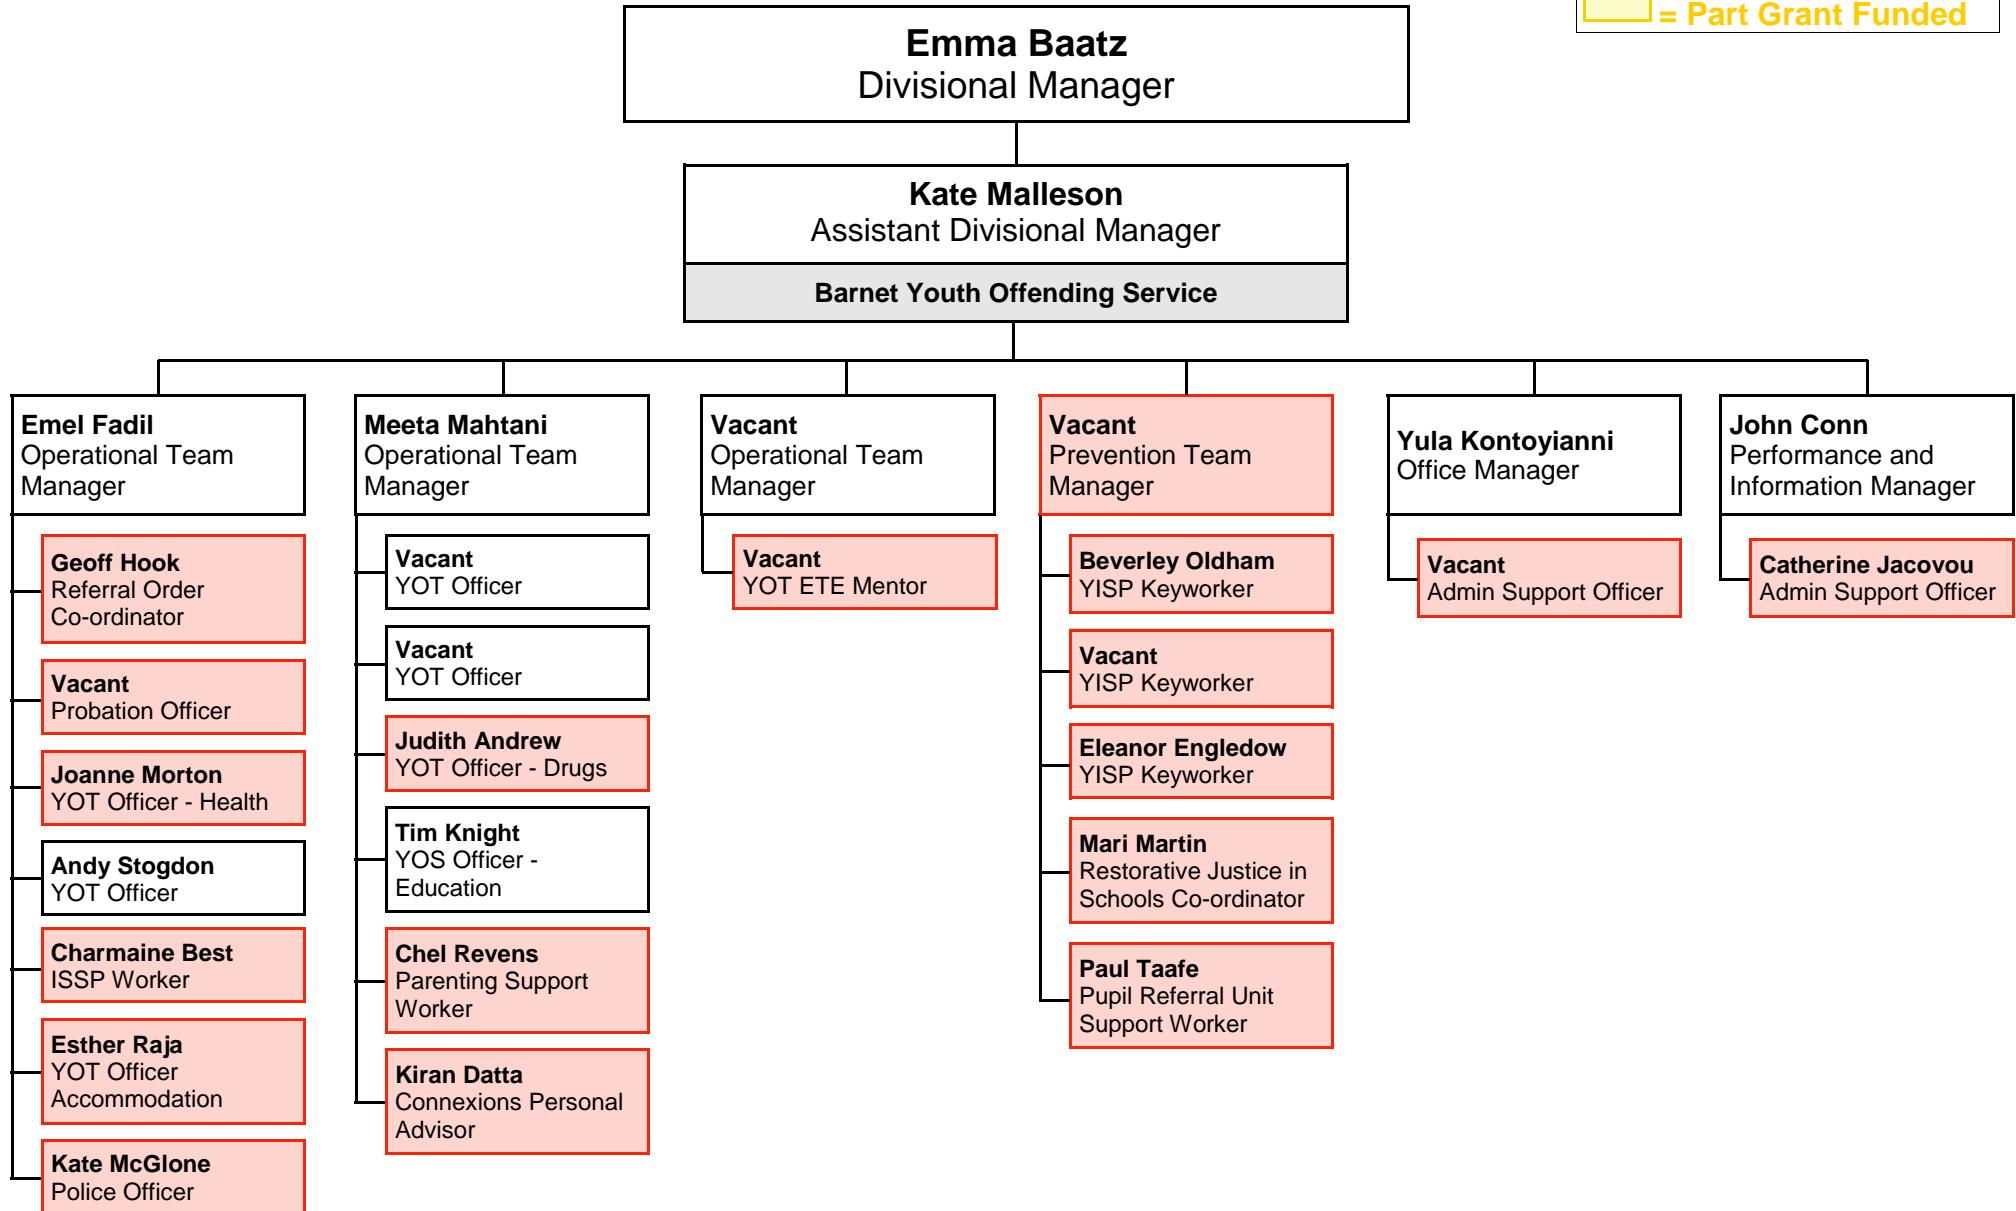 = Part Grant Funded
Emma Baatz
Divisional Manager
Kate Malleson
Assistant Divisional Manager
Barnet Youth Offending Service
Emel Fadil
Operational Team
Manager
Geoff Hook
Referral Order
Co-ordinator
Vacant
Probation Officer
Joanne Morton
YOT Officer - Health
Andy Stogdon
YOT Officer
Charmaine Best
ISSP Worker
Esther Raja
YOT Officer
Accommodation
Kate McGlone
Police Officer
Meeta Mahtani
Operational Team
Manager
Vacant
YOT Officer
Vacant
YOT Officer
Judith Andrew
YOT Officer - Drugs
Tim Knight
YOS Officer -
Education
Chel Revens
Parenting Support
Worker
Kiran Datta
Connexions Personal
Advisor
Vacant
Operational Team
Manager
Vacant
YOT ETE Mentor
Vacant
Prevention Team
Manager
Beverley Oldham
YISP Keyworker
Vacant
YISP Keyworker
Eleanor Engledow
YISP Keyworker
Mari Martin
Restorative Justice in
Schools Co-ordinator
Paul Taafe
Pupil Referral Unit
Support Worker
Yula Kontoyianni
Office Manager
Vacant
Admin Support Officer
John Conn
Performance and
Information Manager
Catherine Jacovou
Admin Support Officer